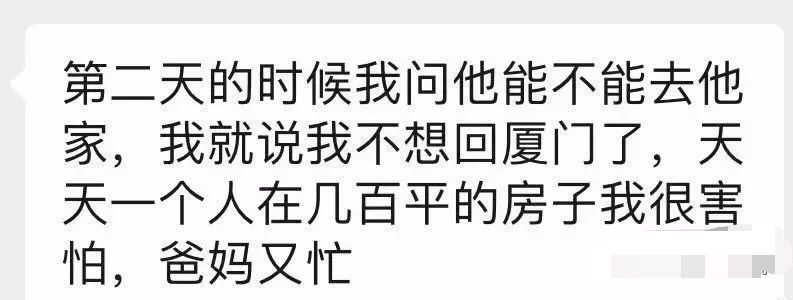 第二天的时候我问他能不能去他
家，我就说我不想回厦门了，天
天一个人在几百平的房子我很害
怕，爸妈又忙